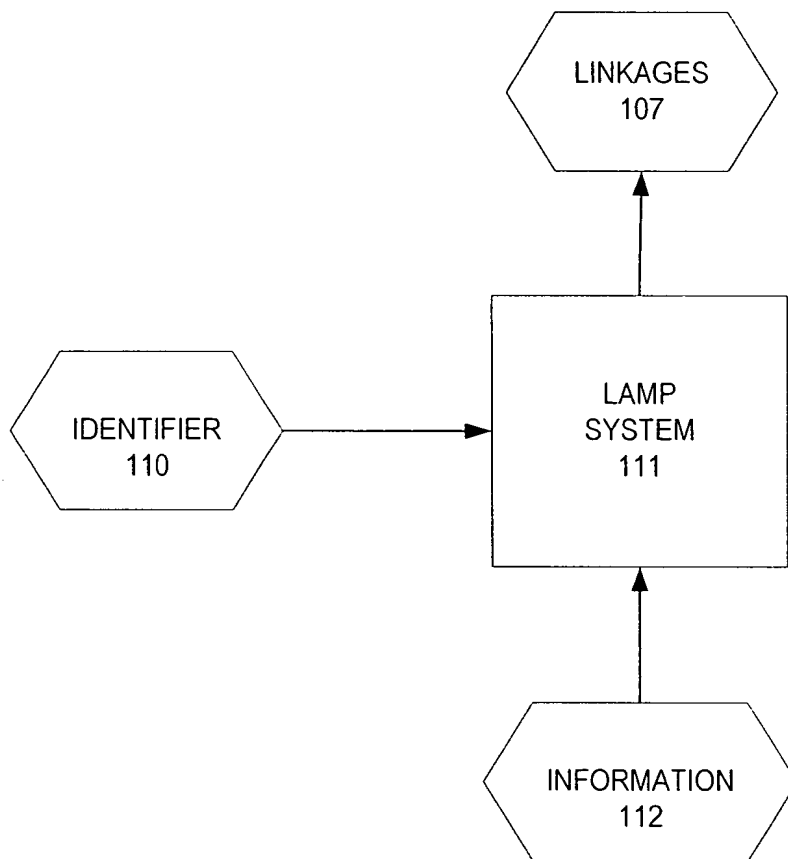 LINKAGES
107
IDENTIFIER
110
LAMP
SYSTEM
111
INFORMATION
112